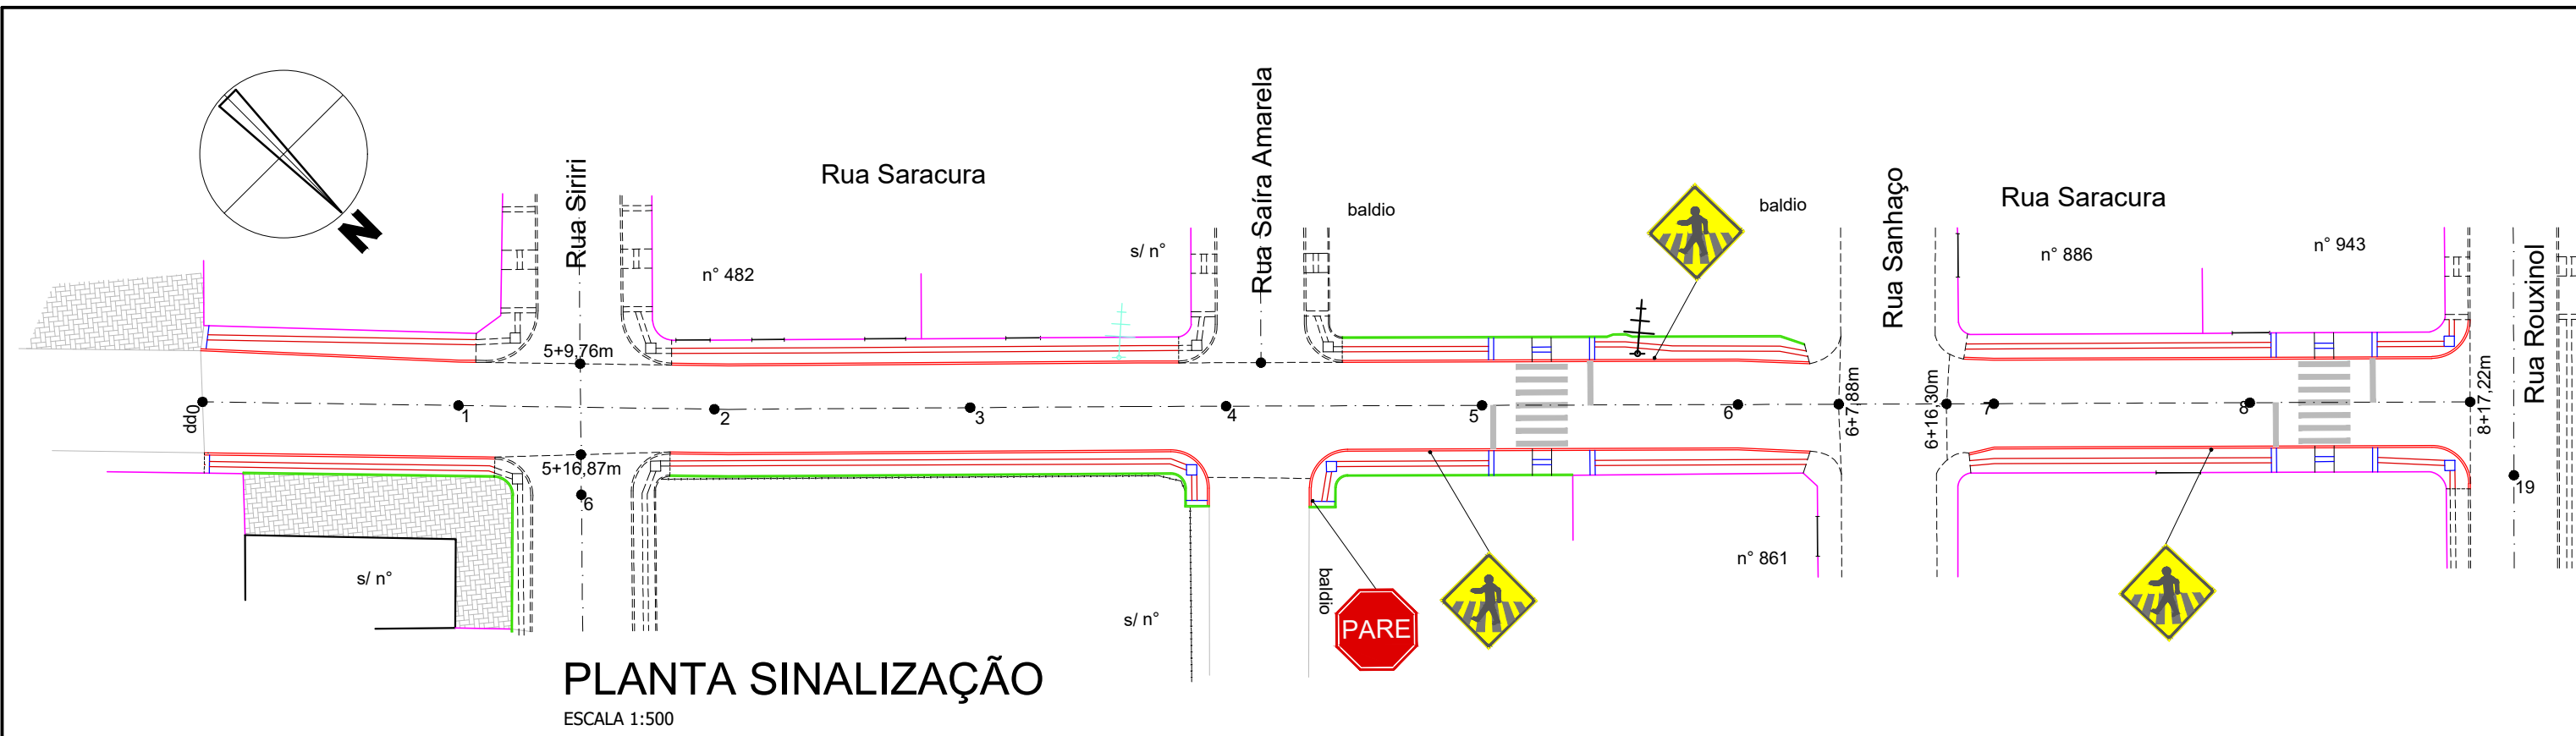 N
Rua Siriri
Rua Saracura
Rua Saíra Amarela
baldio
baldio
Rua Sanhaço
Rua Saracura
n° 482
s/ n°
n° 886
n° 943
Rua Rouxinol
5+9,76m
0pp
1
2
3
4
5
6
6+7,88m
6+16,30m
7
8
8+17,22m
5+16,87m
6
19
s/ n°
s/ n°
baldio
PARE
n° 861
PLANTA SINALIZAÇÃO
ESCALA 1:500